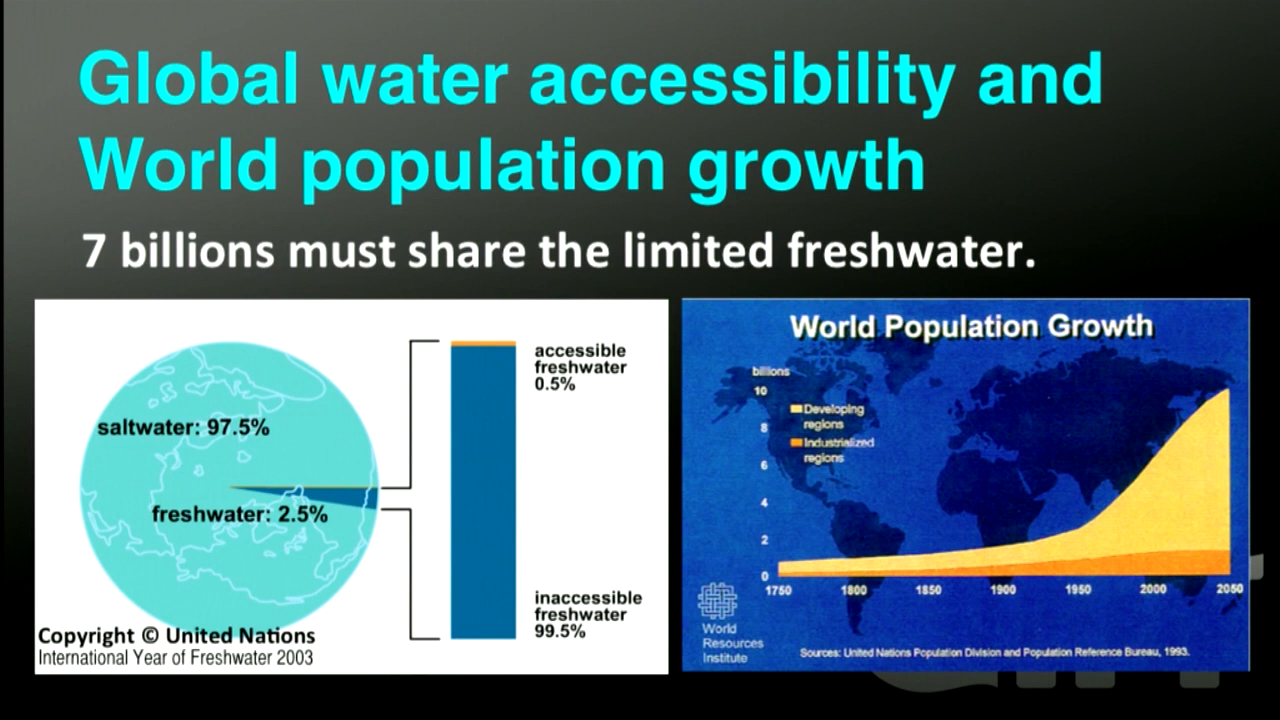 Global water accessibility and
World population growth
7 billions must share the limited freshwater.
saltwater: 97.5%
freshwater: 2.5%
accessible
freshwater
0.5%
inaccessible
freshwater
99.5%
Copyright © United Nations
International Year of Freshwater 2003
World Population Growth
billions
10
8
6
4
2
0
Developing
regions
Industrialized
regions
1750 1800 1850 1900 1950 2000 2050
World
Resources
Institute
Sources: United Nations Population Division and Population Reference Bureau, 1993.